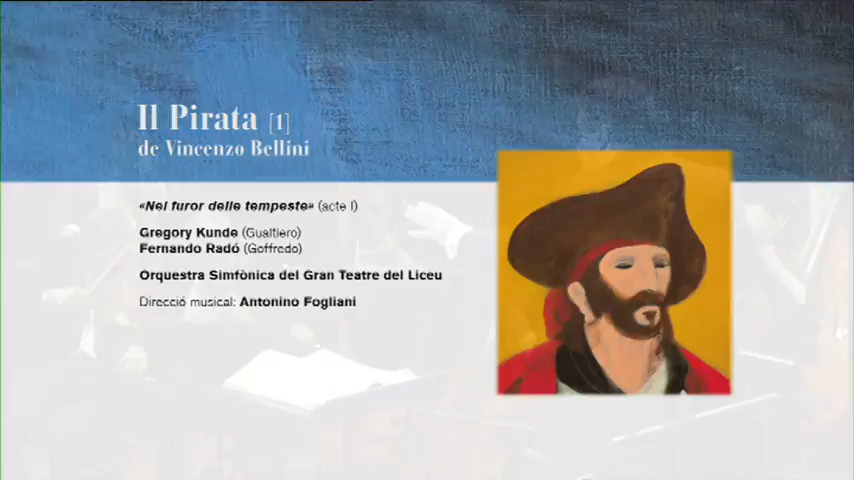 Il Pirata [1]
de Vincenzo Bellini
«Nel furor delle tempeste» (acte I)
Gregory Kunde (Gualtiero)
Fernando Radó (Goffredo)
Orquestra Simfònica del Gran Teatre del Liceu
Direcció musical: Antonino Fogliani